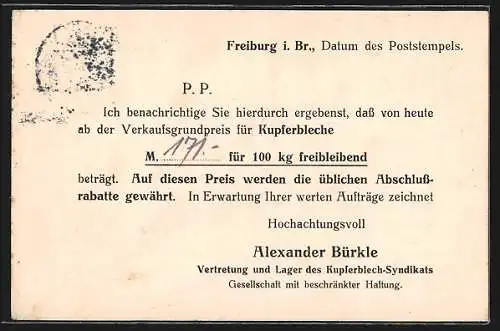 Freiburg i. Br., Datum des Poststempels.
P. P.
Ich benachrichtige Sie hierdurch ergebenst, daß von heute
ab der Verkaufsgrundpreis für Kupferbleche
M. 171.- für 100 kg freibleibend
beträgt. Auf diesen Preis werden die üblichen Abschluß-
rabatte gewährt. In Erwartung Ihrer werten Aufträge zeichnet
Hochachtungsvoll
Alexander Bürkle
Vertretung und Lager des Kupferblech-Syndikats
Gesellschaft mit beschränkter Haltung.